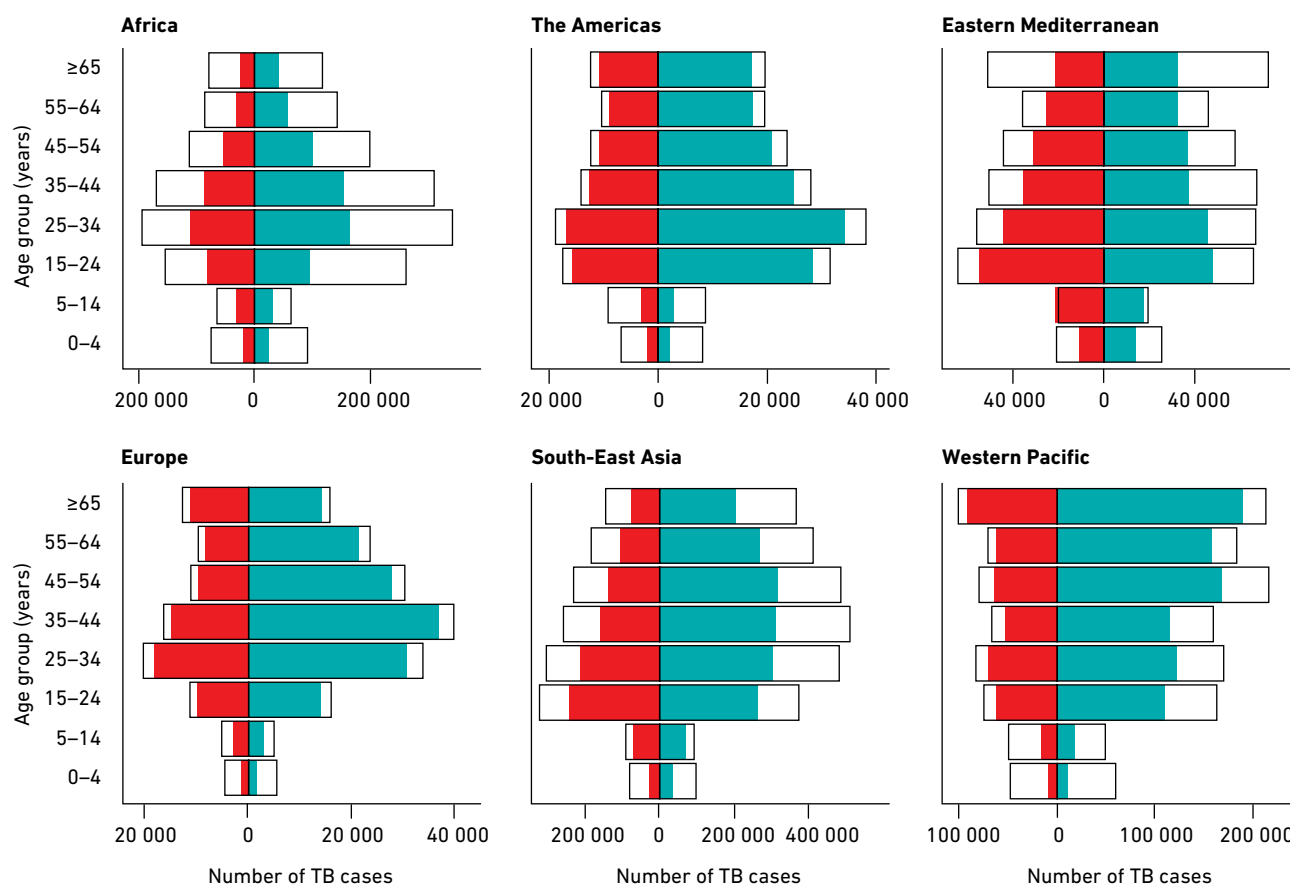 Africa
The Americas
Eastern Mediterranean
Age group (years)
≥65
55–64
45–54
35–44
25–34
15–24
5–14
0–4
200 000 0 200 000
20 000 0 20 000 40 000
40 000 0 40 000
Europe
South-East Asia
Western Pacific
Age group (years)
≥65
55–64
45–54
35–44
25–34
15–24
5–14
0–4
20 000 0 20 000 40 000
200 000 0 200 000 400 000
100 000 0 100 000 200 000
Number of TB cases
Number of TB cases
Number of TB cases